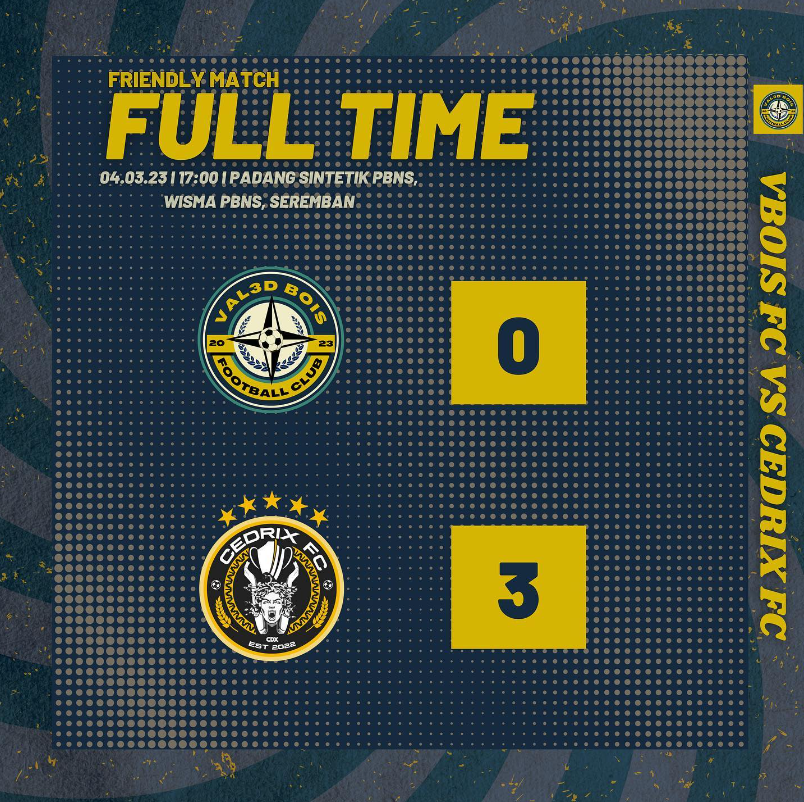 FRIENDLY MATCH
FULL TIME
04.03.23 | 17:00 | PADANG SINTETIK PBNS,
WISMA PBNS, SEREMBAN
VAL3D BOIS
20 23
FOOTBALL CLUB
0
CEDRIX FC
CDX
EST 2022
3
VBOIS FC VS CEDRIX FC